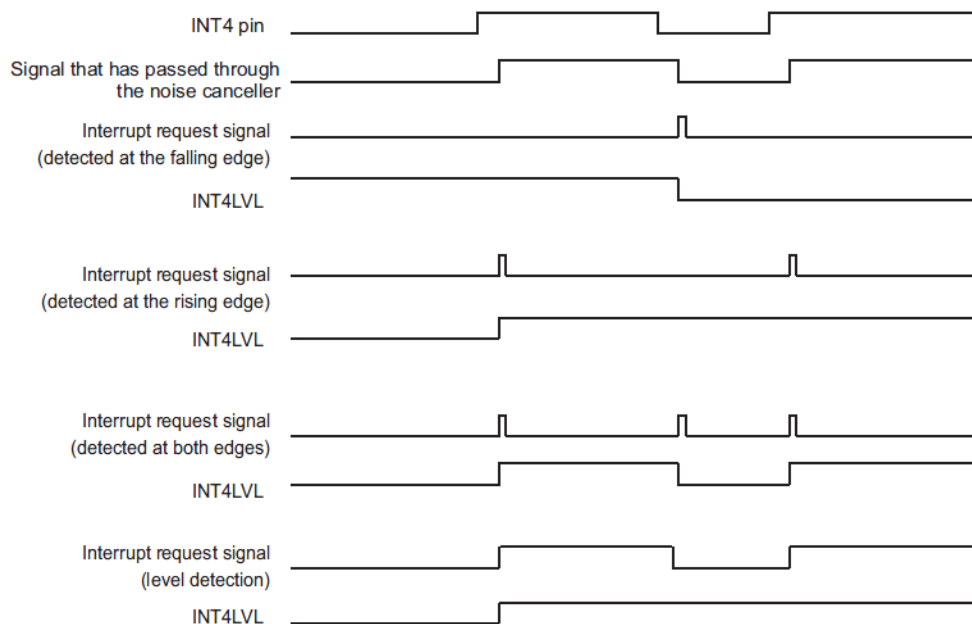 INT4 pin
Signal that has passed through
the noise canceller
Interrupt request signal
(detected at the falling edge)
INT4LVL
Interrupt request signal
(detected at the rising edge)
INT4LVL
Interrupt request signal
(detected at both edges)
INT4LVL
Interrupt request signal
(level detection)
INT4LVL